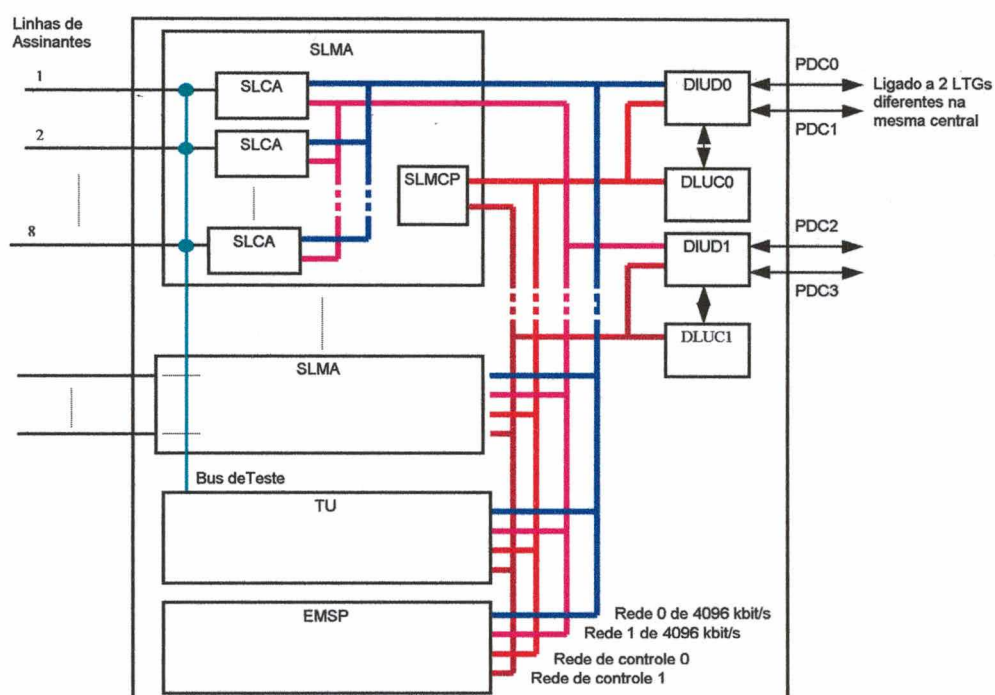 Linhas de
Assinantes
1
2
8
SLMA
SLCA
SLCA
SLCA
SLMCP
DIUD0
DLUC0
DIUD1
DLUC1
PDC0
PDC1
PDC2
PDC3
Ligado a 2 LTGs
diferentes na
mesma central
SLMA
Bus deTeste
TU
EMSP
Rede 0 de 4096 kbit/s
Rede 1 de 4096 kbit/s
Rede de controle 0
Rede de controle 1